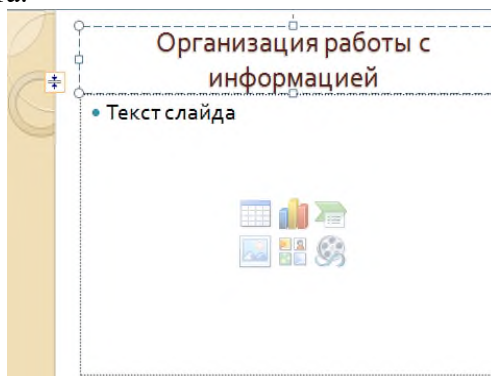 Организация работы с
информацией
Текст слайда